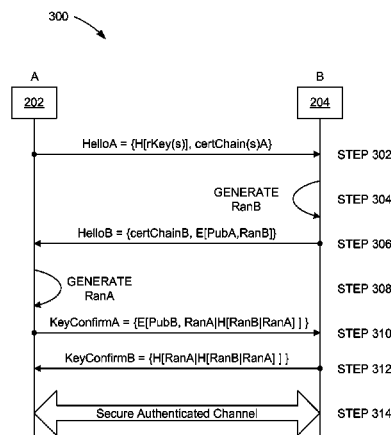 300
A
B
202
204
HelloA = {H[rKey(s)], certChain(s)A}
STEP 302
GENERATE
RanB
STEP 304
HelloB = {certChainB, E[PubA,RanB]}
STEP 306
GENERATE
RanA
STEP 308
KeyConfirmA = {E[PubB, RanA|H[RanB|RanA] ] }
STEP 310
KeyConfirmB = {H[RanA|H[RanB|RanA] ] }
STEP 312
Secure Authenticated Channel
STEP 314